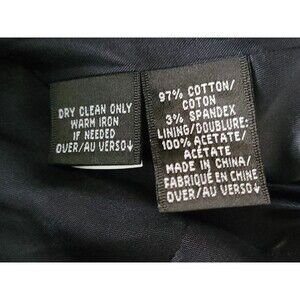 DRY CLEAN ONLY
WARM IRON
IF NEEDED
OVER/AU VERSO↓
97% COTTON/
COTON
3% SPANDEX
LINING/DOUBLURE:
100% ACETATE/
ACÉTATE
MADE IN CHINA/
FABRIQUÉ EN CHINE
OVER/AU VERSO↓